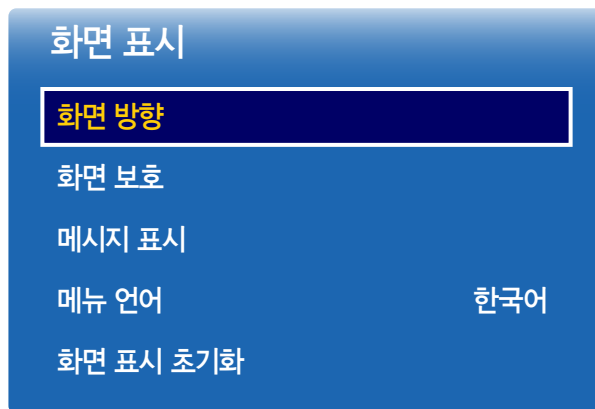 화면 표시
화면 방향
화면 보호
메시지 표시
메뉴 언어 한국어
화면 표시 초기화